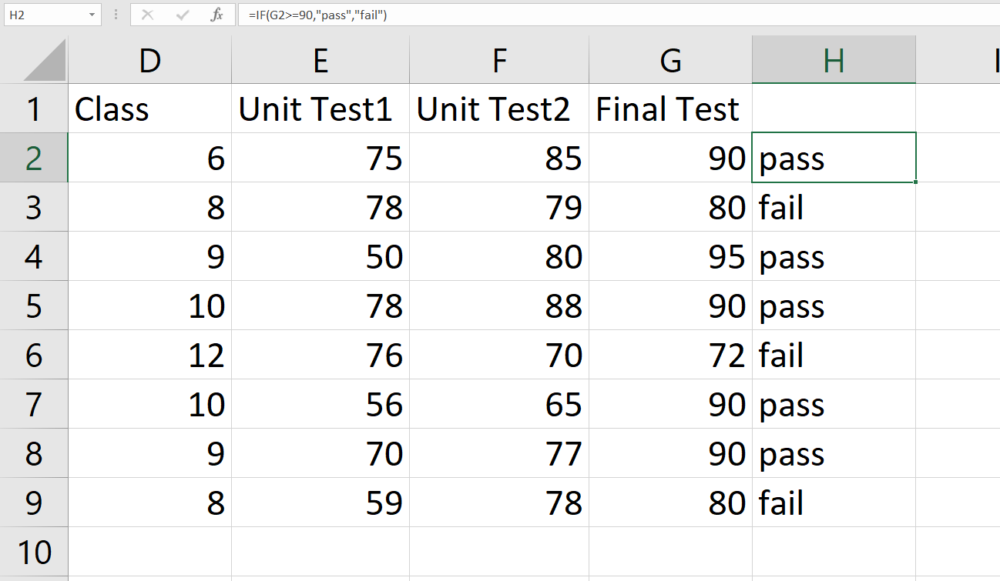 H2 fx =IF(G2>=90,"pass","fail")
D E F G H I
1 Class Unit Test1 Unit Test2 Final Test
2 6 75 85 90 pass
3 8 78 79 80 fail
4 9 50 80 95 pass
5 10 78 88 90 pass
6 12 76 70 72 fail
7 10 56 65 90 pass
8 9 70 77 90 pass
9 8 59 78 80 fail
10